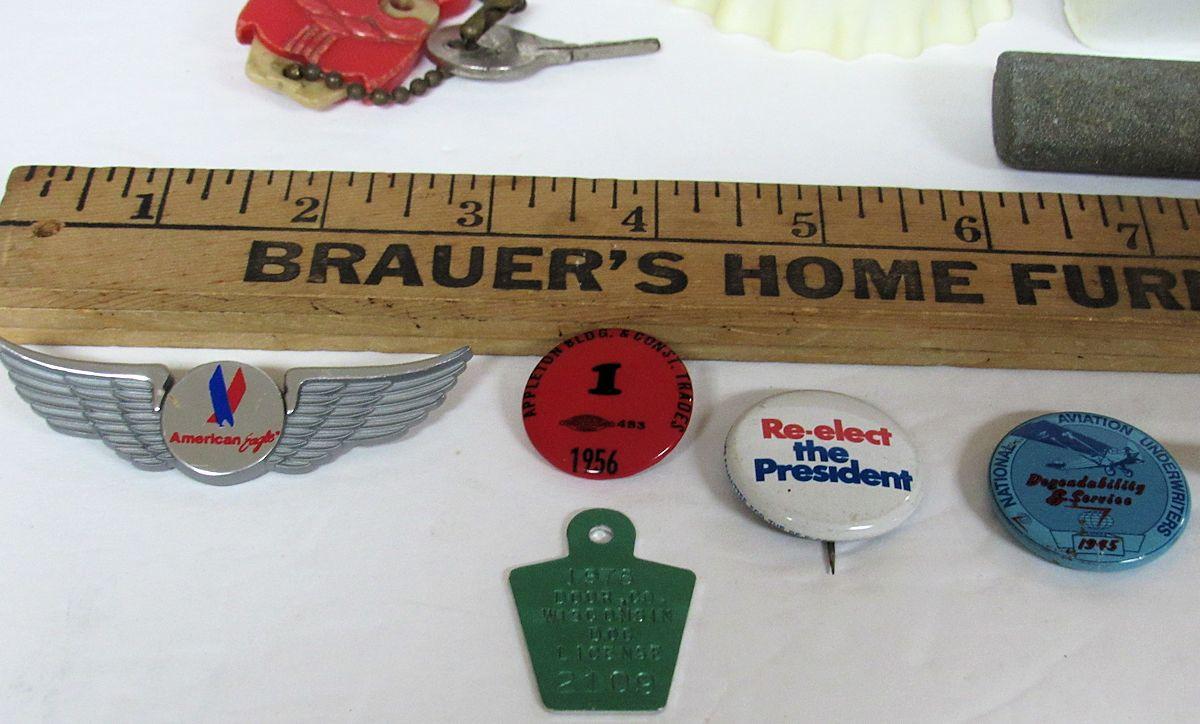 1 2 3 4 5 6 7
BRAUER'S HOME FUR
American Eagle
APPLETON BLDG. & CONST. TRADES
1
483
1956
Re-elect
the
President
NATIONAL AVIATION UNDERWRITERS
Dependability
& Service
1945
1978
DOOR CO.
WISCONSIN
DOG
LICENSE
2109